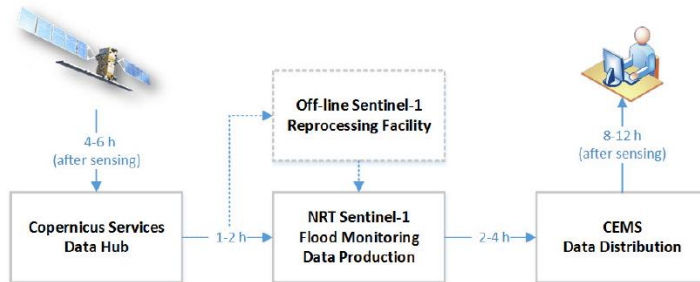 4-6 h
(after sensing)
Off-line Sentinel-1
Reprocessing Facility
8-12 h
(after sensing)
Copernicus Services
Data Hub
1-2 h
NRT Sentinel-1
Flood Monitoring
Data Production
2-4 h
CEMS
Data Distribution